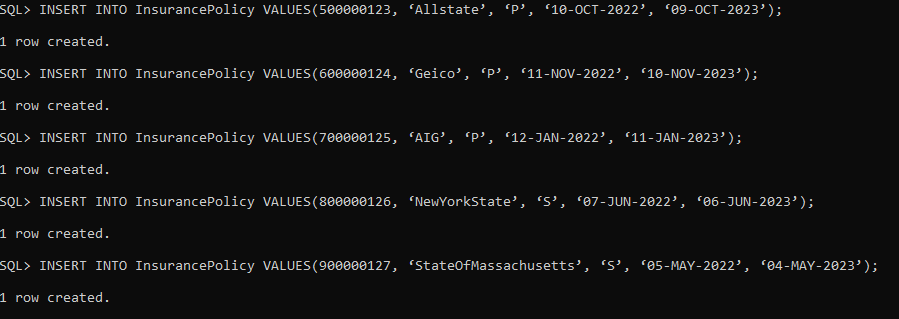 SQL> INSERT INTO InsurancePolicy VALUES(500000123, ‘Allstate’, ‘P’, ‘10-OCT-2022’, ‘09-OCT-2023’);
1 row created.
SQL> INSERT INTO InsurancePolicy VALUES(600000124, ‘Geico’, ‘P’, ‘11-NOV-2022’, ‘10-NOV-2023’);
1 row created.
SQL> INSERT INTO InsurancePolicy VALUES(700000125, ‘AIG’, ‘P’, ‘12-JAN-2022’, ‘11-JAN-2023’);
1 row created.
SQL> INSERT INTO InsurancePolicy VALUES(800000126, ‘NewYorkState’, ‘S’, ‘07-JUN-2022’, ‘06-JUN-2023’);
1 row created.
SQL> INSERT INTO InsurancePolicy VALUES(900000127, ‘StateOfMassachusetts’, ‘S’, ‘05-MAY-2022’, ‘04-MAY-2023’);
1 row created.